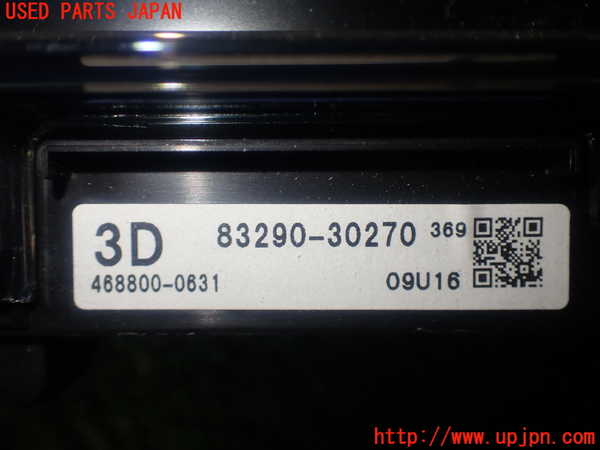 USED PARTS JAPAN
3D 83290-30270 369
468800-0631 09U16
http://www.upjpn.com/